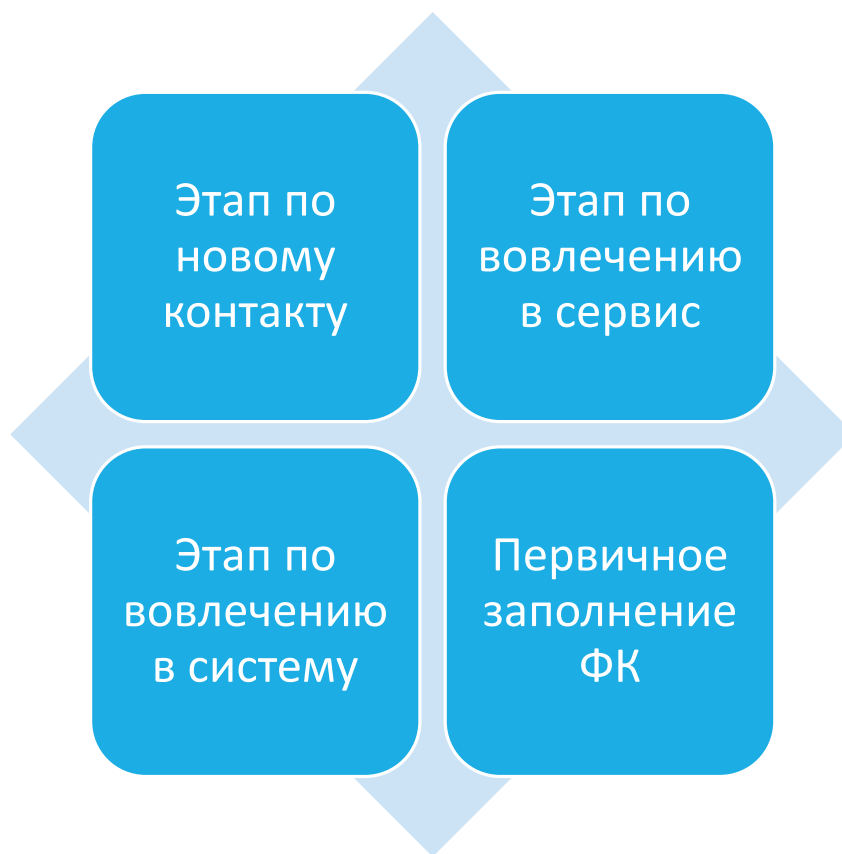 Этап по
новому
контакту
Этап по
вовлечению
в сервис
Этап по
вовлечению
в систему
Первичное
заполнение
ФК